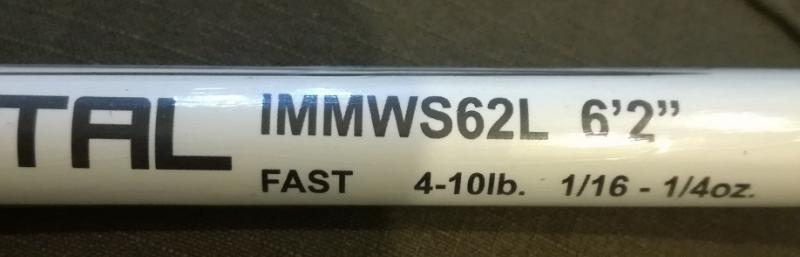 TAL IMMWS62L 6'2”
FAST 4-10lb. 1/16 - 1/4oz.